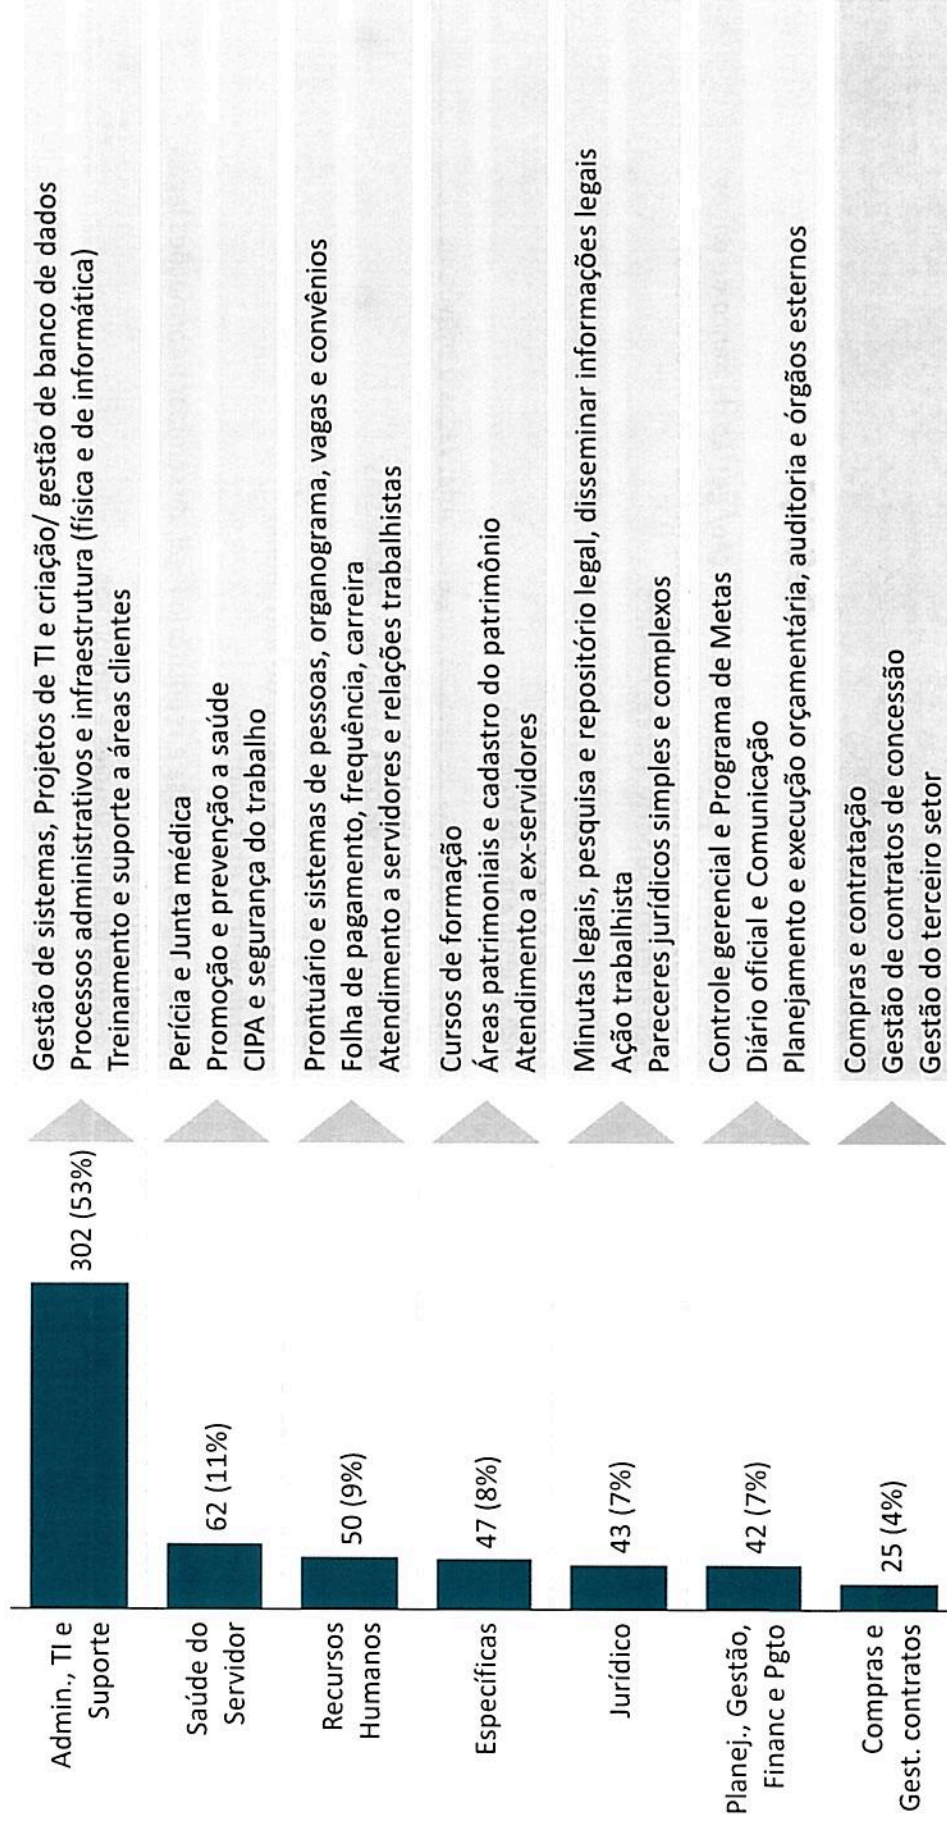 Admin., TI e
Suporte
302 (53%)
Gestão de sistemas, Projetos de TI e criação/ gestão de banco de dados
Processos administrativos e infraestrutura (física e de informática)
Treinamento e suporte a áreas clientes
Saúde do
Servidor
62 (11%)
Perícia e Junta médica
Promoção e prevenção a saúde
CIPA e segurança do trabalho
Recursos
Humanos
50 (9%)
Prontuário e sistemas de pessoas, organograma, vagas e convênios
Folha de pagamento, frequência, carreira
Atendimento a servidores e relações trabalhistas
Específicas
47 (8%)
Cursos de formação
Áreas patrimoniais e cadastro do patrimônio
Atendimento a ex-servidores
Jurídico
43 (7%)
Minutas legais, pesquisa e repositório legal, disseminar informações legais
Ação trabalhista
Pareceres jurídicos simples e complexos
Planej., Gestão,
Financ e Pgto
42 (7%)
Controle gerencial e Programa de Metas
Diário oficial e Comunicação
Planejamento e execução orçamentária, auditoria e órgãos esternos
Compras e
Gest. contratos
25 (4%)
Compras e contratação
Gestão de contratos de concessão
Gestão do terceiro setor